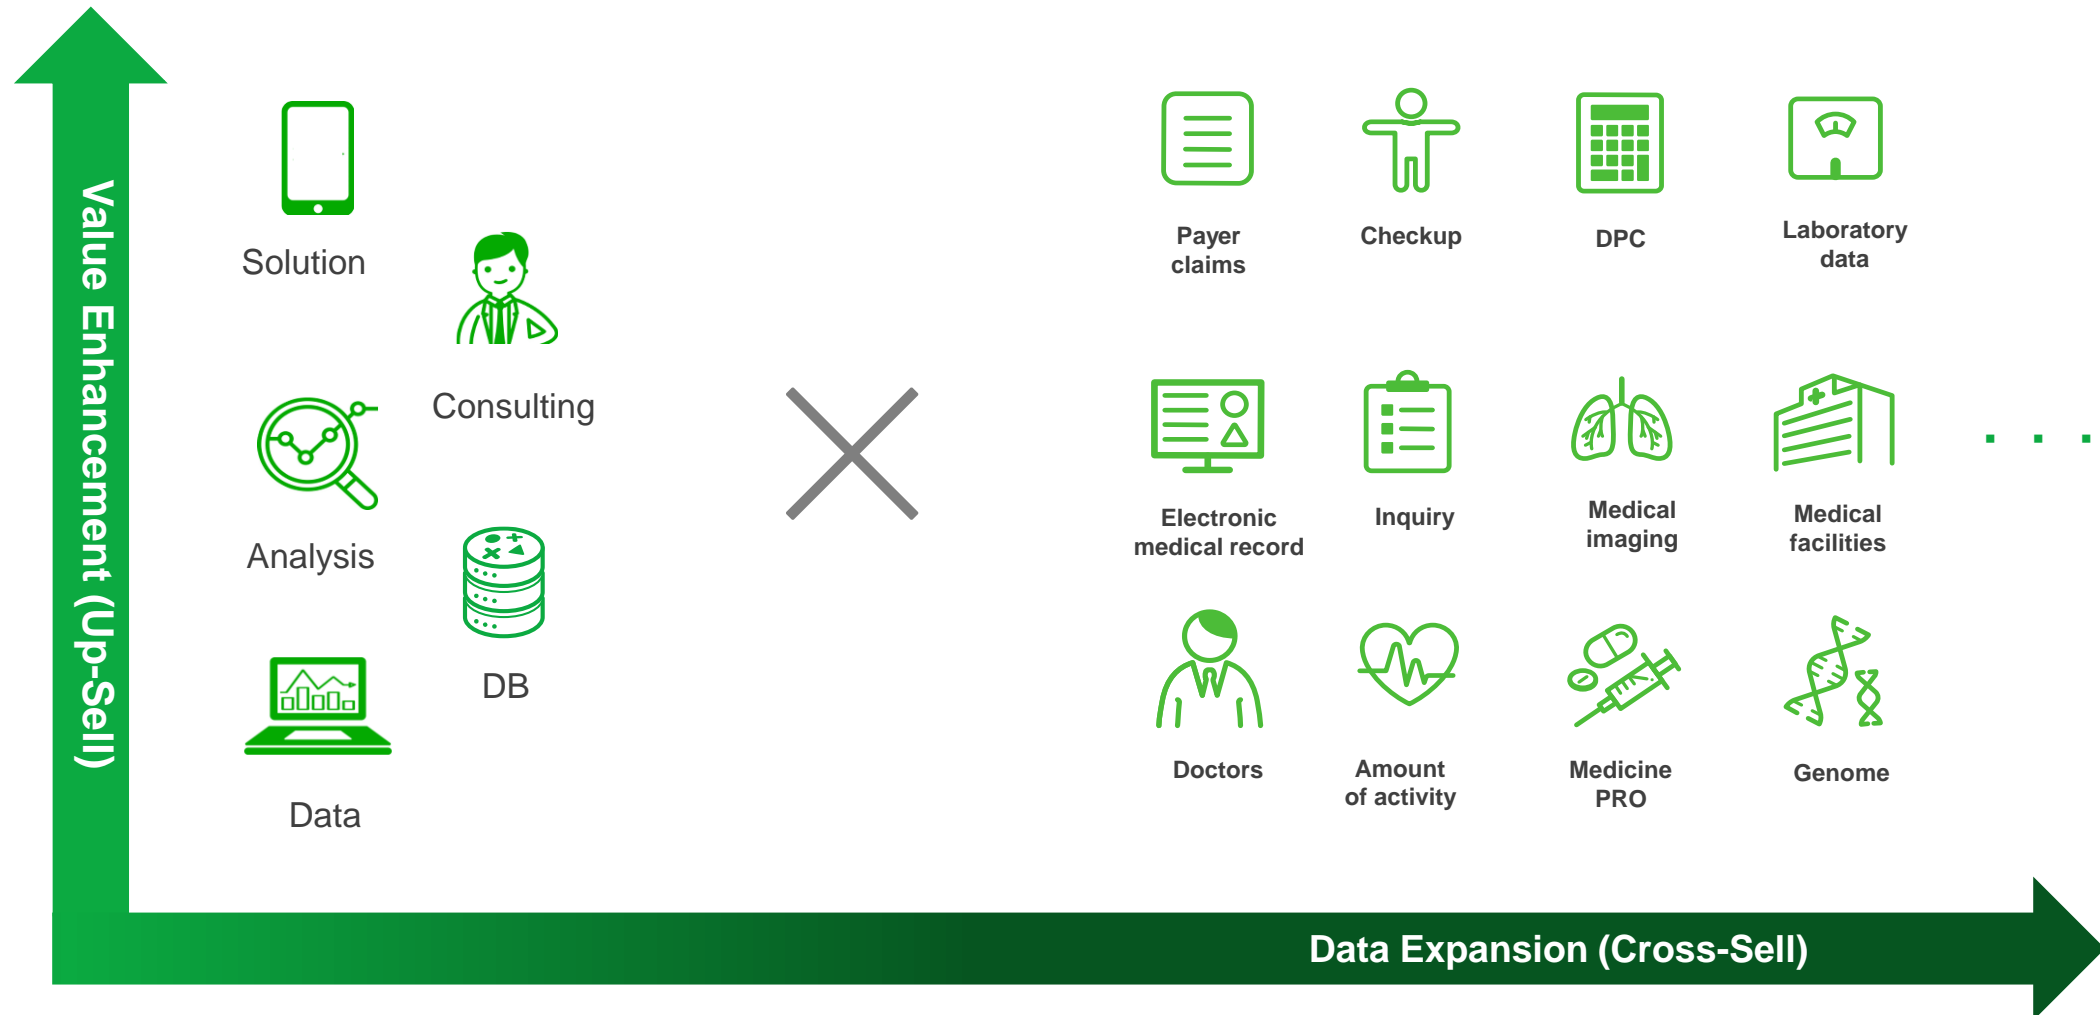 Value Enhancement (Up-Sell)
Solution
Consulting
Analysis
DB
Data
Payer
claims
Checkup
DPC
Laboratory
data
Electronic
medical record
Inquiry
Medical
imaging
Medical
facilities
. . .
Doctors
Amount
of activity
Medicine
PRO
Genome
Data Expansion (Cross-Sell)